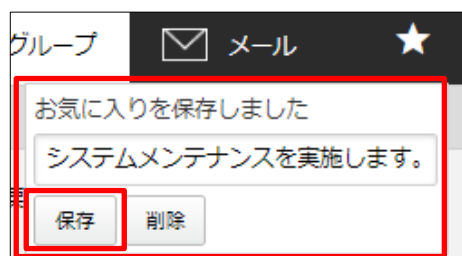 グループ メール
お気に入りを保存しました
システムメンテナンスを実施します。
保存 削除